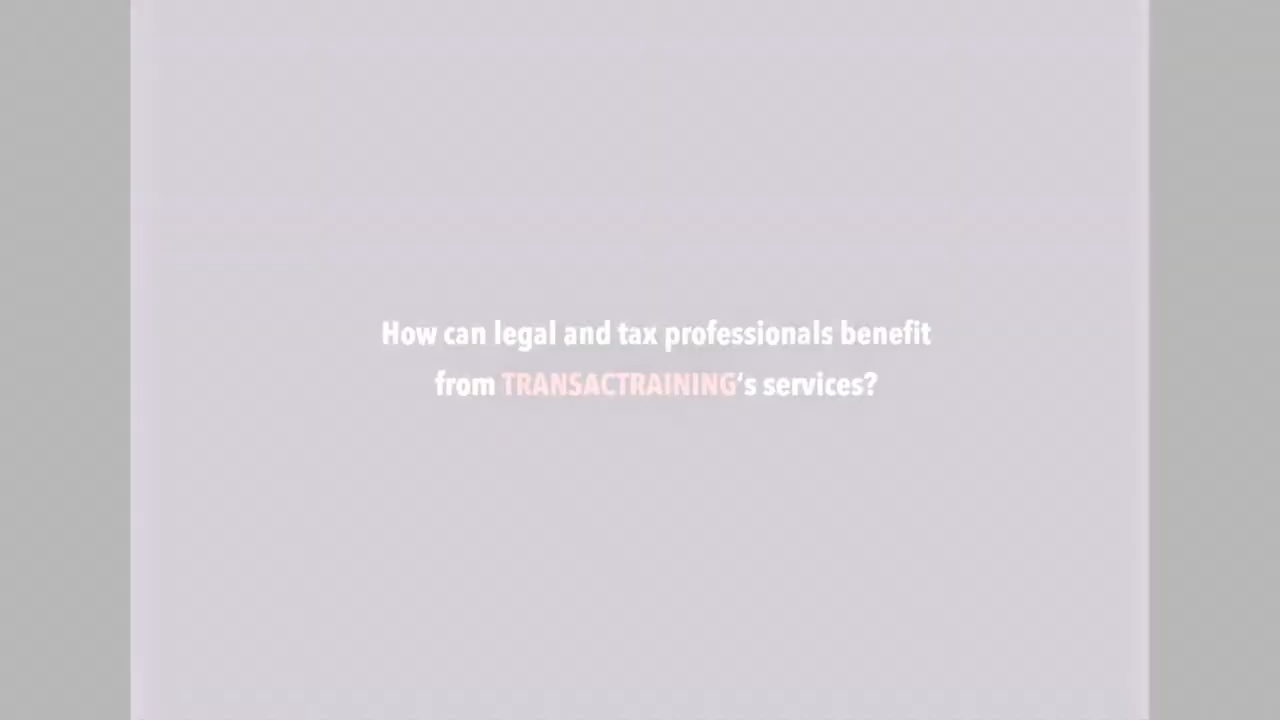 How can legal and tax professionals benefit
from TRANSACTRAINING‘s services?